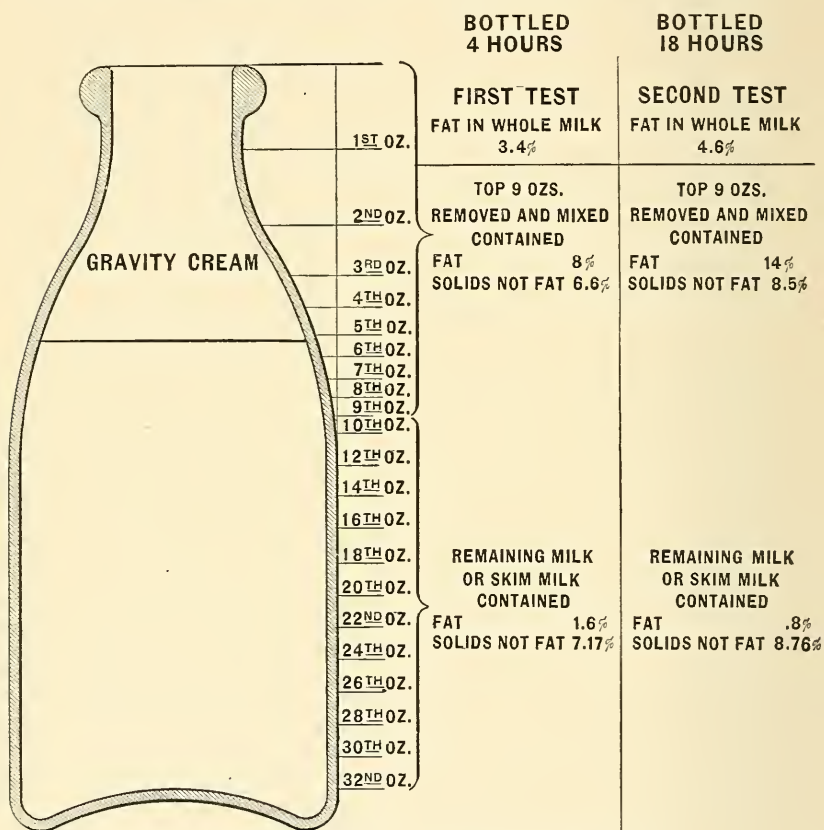 BOTTLED
4 HOURS
BOTTLED
18 HOURS
FIRST TEST
FAT IN WHOLE MILK
3.4%
SECOND TEST
FAT IN WHOLE MILK
4.6%
GRAVITY CREAM
1ST OZ.
2ND OZ.
3RD OZ.
4TH OZ.
5TH OZ.
6TH OZ.
7TH OZ.
8TH OZ.
9TH OZ.
10TH OZ.
12TH OZ.
14TH OZ.
16TH OZ.
18TH OZ.
20TH OZ.
22ND OZ.
24TH OZ.
26TH OZ.
28TH OZ.
30TH OZ.
32ND OZ.
TOP 9 OZS.
REMOVED AND MIXED
CONTAINED
FAT 8%
SOLIDS NOT FAT 6.6%
TOP 9 OZS.
REMOVED AND MIXED
CONTAINED
FAT 14%
SOLIDS NOT FAT 8.5%
REMAINING MILK
OR SKIM MILK
CONTAINED
FAT 1.6%
SOLIDS NOT FAT 7.17%
REMAINING MILK
OR SKIM MILK
CONTAINED
FAT .8%
SOLIDS NOT FAT 8.76%